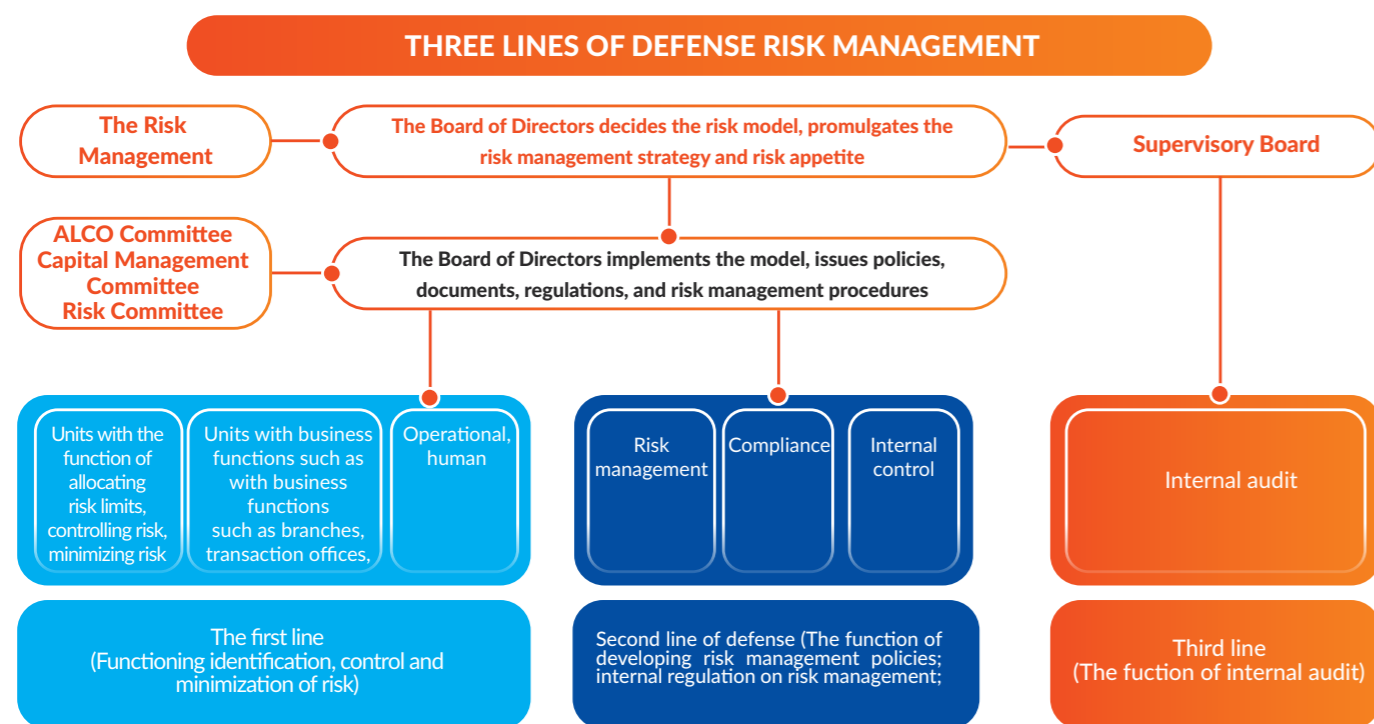 THREE LINES OF DEFENSE RISK MANAGEMENT
The Risk
Management
The Board of Directors decides the risk model, promulgates the
risk management strategy and risk appetite
Supervisory Board
ALCO Committee
Capital Management
Committee
Risk Committee
The Board of Directors implements the model, issues policies,
documents, regulations, and risk management procedures
Units with the
function of
allocating
risk limits,
controlling risk,
minimizing risk
Units with business
functions such as
with business
functions
such as branches,
transaction offices,
Operational,
human
Risk
management
Compliance
Internal
control
Internal audit
The first line
(Functioning identification, control and
minimization of risk)
Second line of defense (The function of
developing risk management policies;
internal regulation on risk management;
Third line
(The fuction of internal audit)